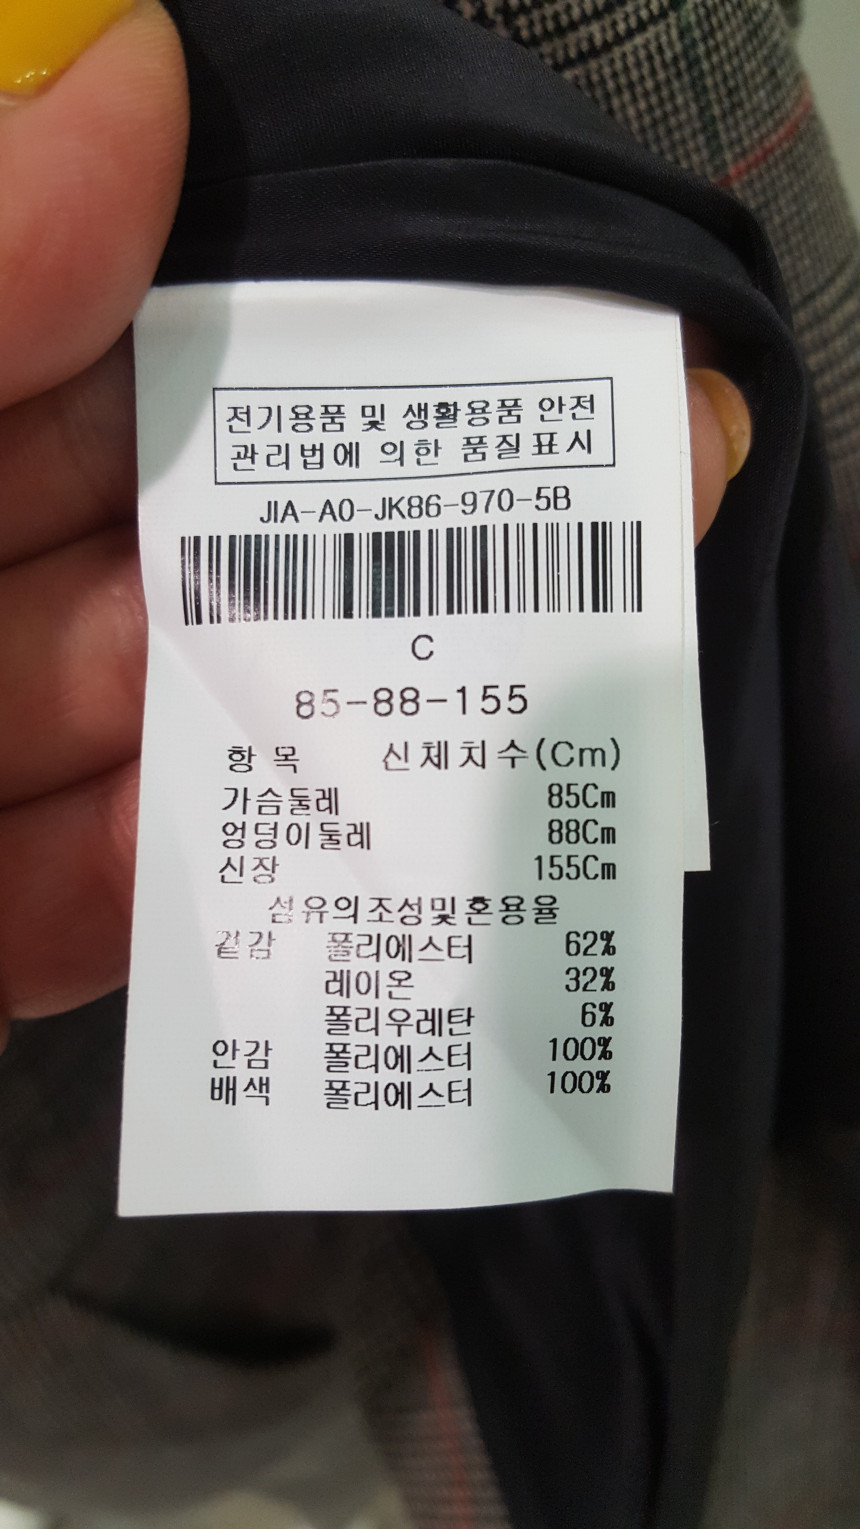 전기용품 및 생활용품 안전
관리법에 의한 품질표시
JIA-A0-JK86-970-5B
C
85-88-155
항 목 신체치수(Cm)
가슴둘레 85Cm
엉덩이둘레 88Cm
신장 155Cm
섬유의조성및혼용율
겉감 폴리에스터 62%
레이온 32%
폴리우레탄 6%
안감 폴리에스터 100%
배색 폴리에스터 100%